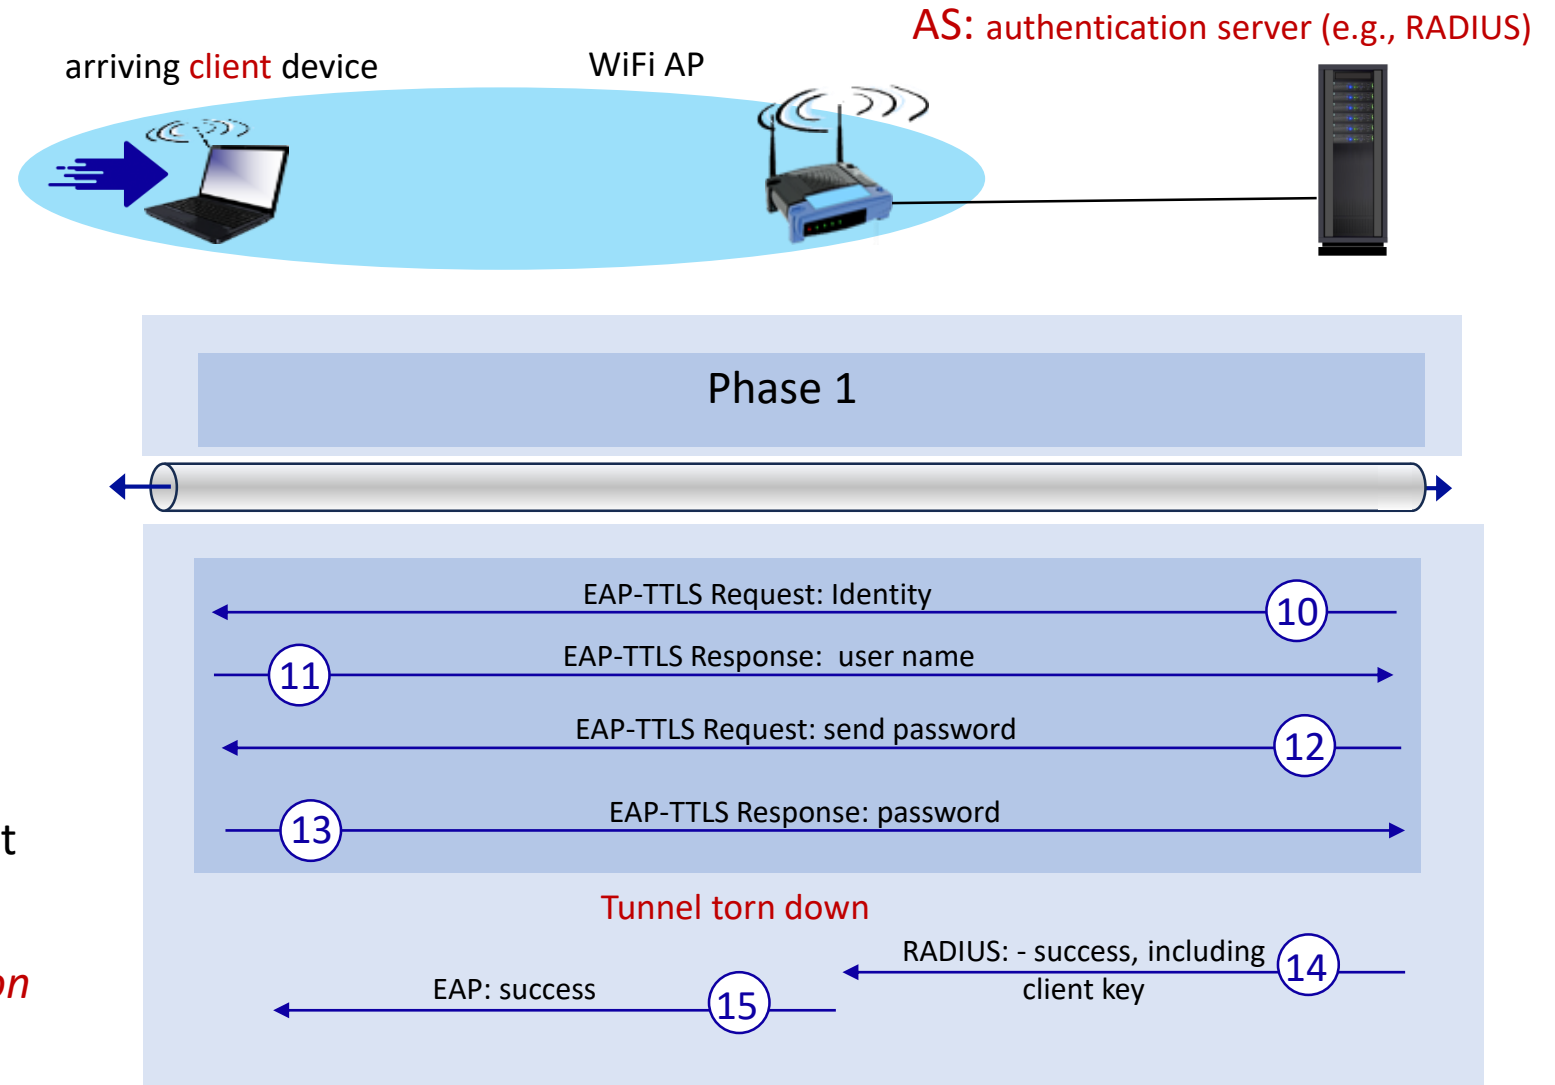 AS: authentication server (e.g., RADIUS)
arriving client device
WiFi AP
Phase 1
EAP-TTLS Request: Identity
10
EAP-TTLS Response: user name
11
EAP-TTLS Request: send password
12
EAP-TTLS Response: password
13
t
Tunnel torn down
RADIUS: - success, including
client key
14
on
EAP: success
15